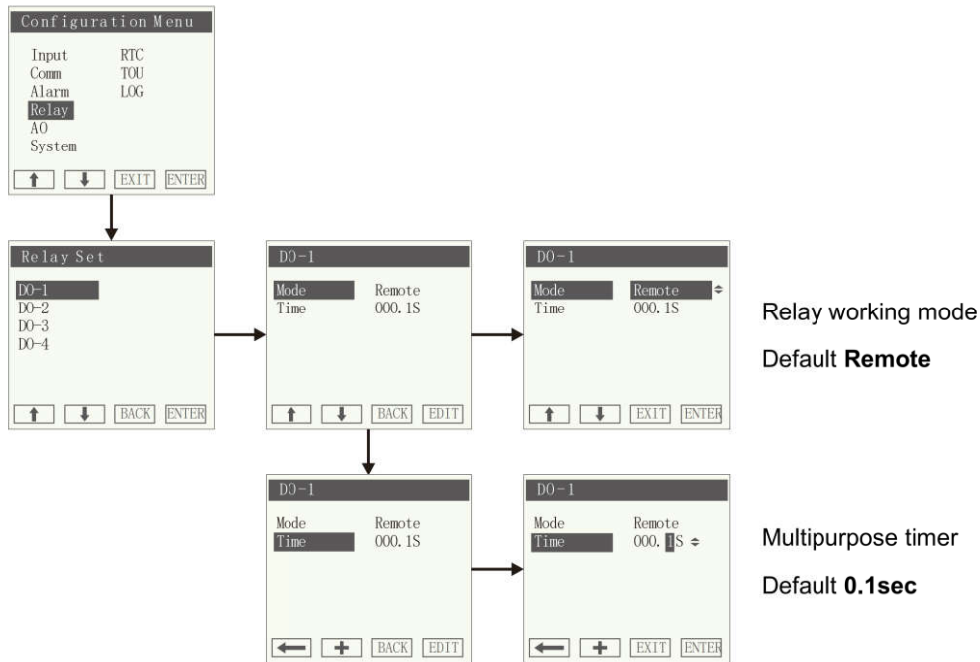 Configuration Menu
Input RTC
Comm TOU
Alarm LOG
Relay
AO
System
EXIT ENTER
Relay Set
DO-1
DO-2
DO-3
DO-4
BACK ENTER
DO-1
Mode Remote
Time 000.1S
BACK EDIT
DO-1
Mode Remote
Time 000.1S
EXIT ENTER
Relay working mode
Default Remote
DO-1
Mode Remote
Time 000.1S
BACK EDIT
DO-1
Mode Remote
Time 000.1S
EXIT ENTER
Multipurpose timer
Default 0.1sec